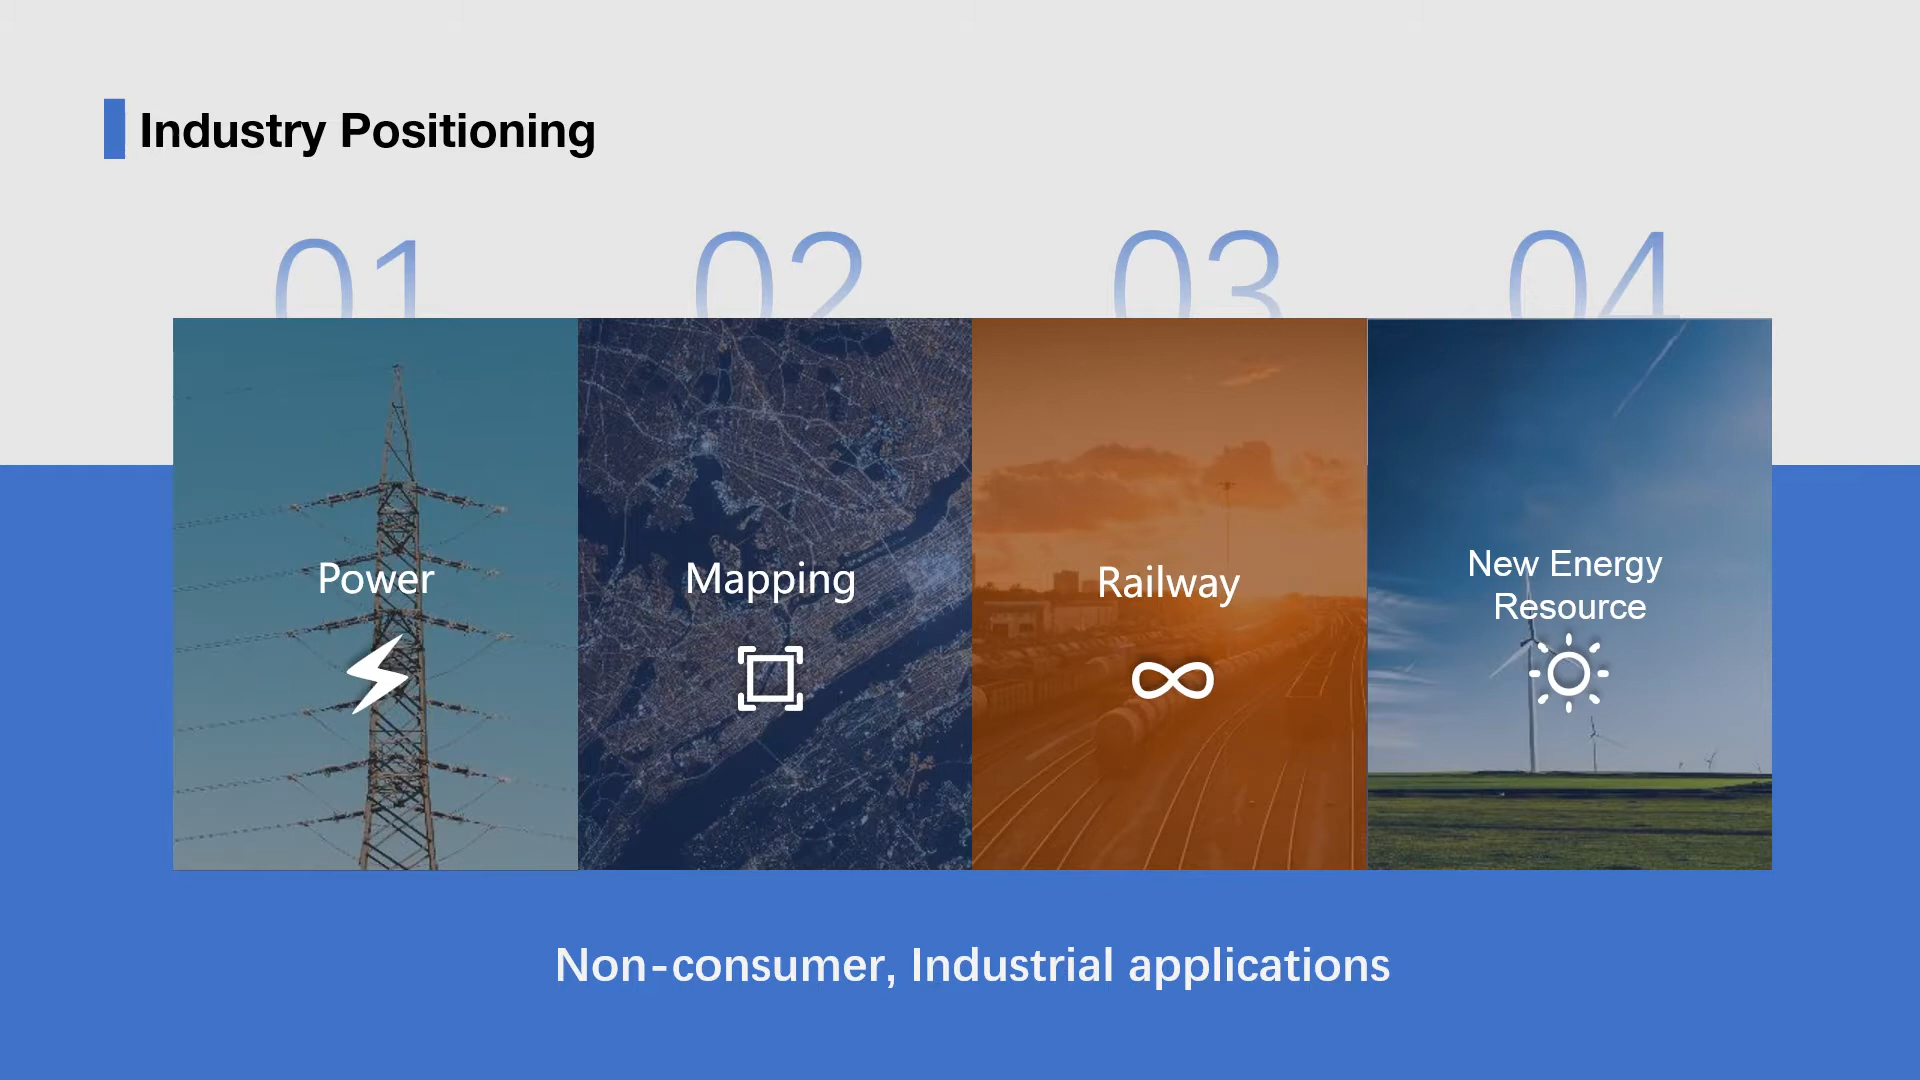 Industry Positioning
01
02
03
04
Power
Mapping
Railway
New Energy
Resource
Non-consumer, Industrial applications